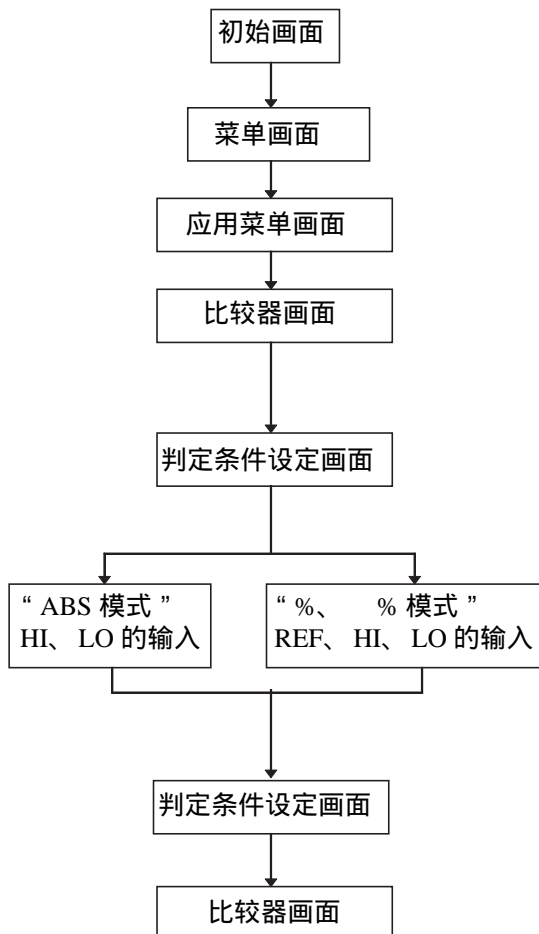 初始画面
菜单画面
应用菜单画面
比较器画面
判定条件设定画面
“ ABS 模式 ”
HI、 LO 的输入
“ %、 % 模式 ”
REF、 HI、 LO 的输入
判定条件设定画面
比较器画面